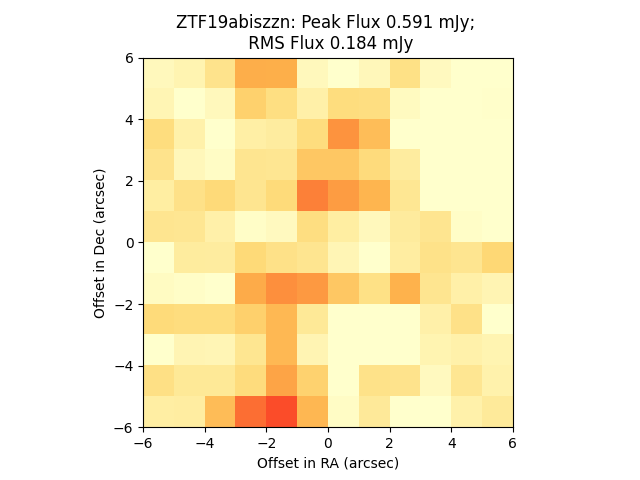 ZTF19abiszzn: Peak Flux 0.591 mJy;
RMS Flux 0.184 mJy
6
4
2
0
−2
−4
−6
Offset in Dec (arcsec)
−6 −4 −2 0 2 4 6
Offset in RA (arcsec)